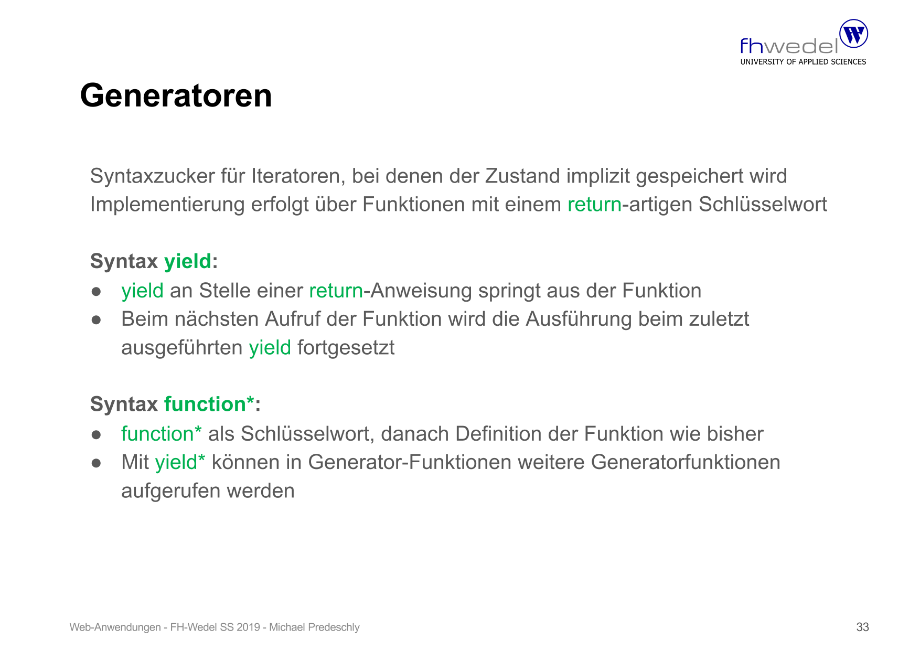 fhwedel
UNIVERSITY OF APPLIED SCIENCES
Generatoren
Syntaxzucker für Iteratoren, bei denen der Zustand implizit gespeichert wird
Implementierung erfolgt über Funktionen mit einem return-artigen Schlüsselwort
Syntax yield:
● yield an Stelle einer return-Anweisung springt aus der Funktion
● Beim nächsten Aufruf der Funktion wird die Ausführung beim zuletzt
ausgeführten yield fortgesetzt
Syntax function*:
● function* als Schlüsselwort, danach Definition der Funktion wie bisher
● Mit yield* können in Generator-Funktionen weitere Generatorfunktionen
aufgerufen werden
Web-Anwendungen - FH-Wedel SS 2019 - Michael Predeschly
33